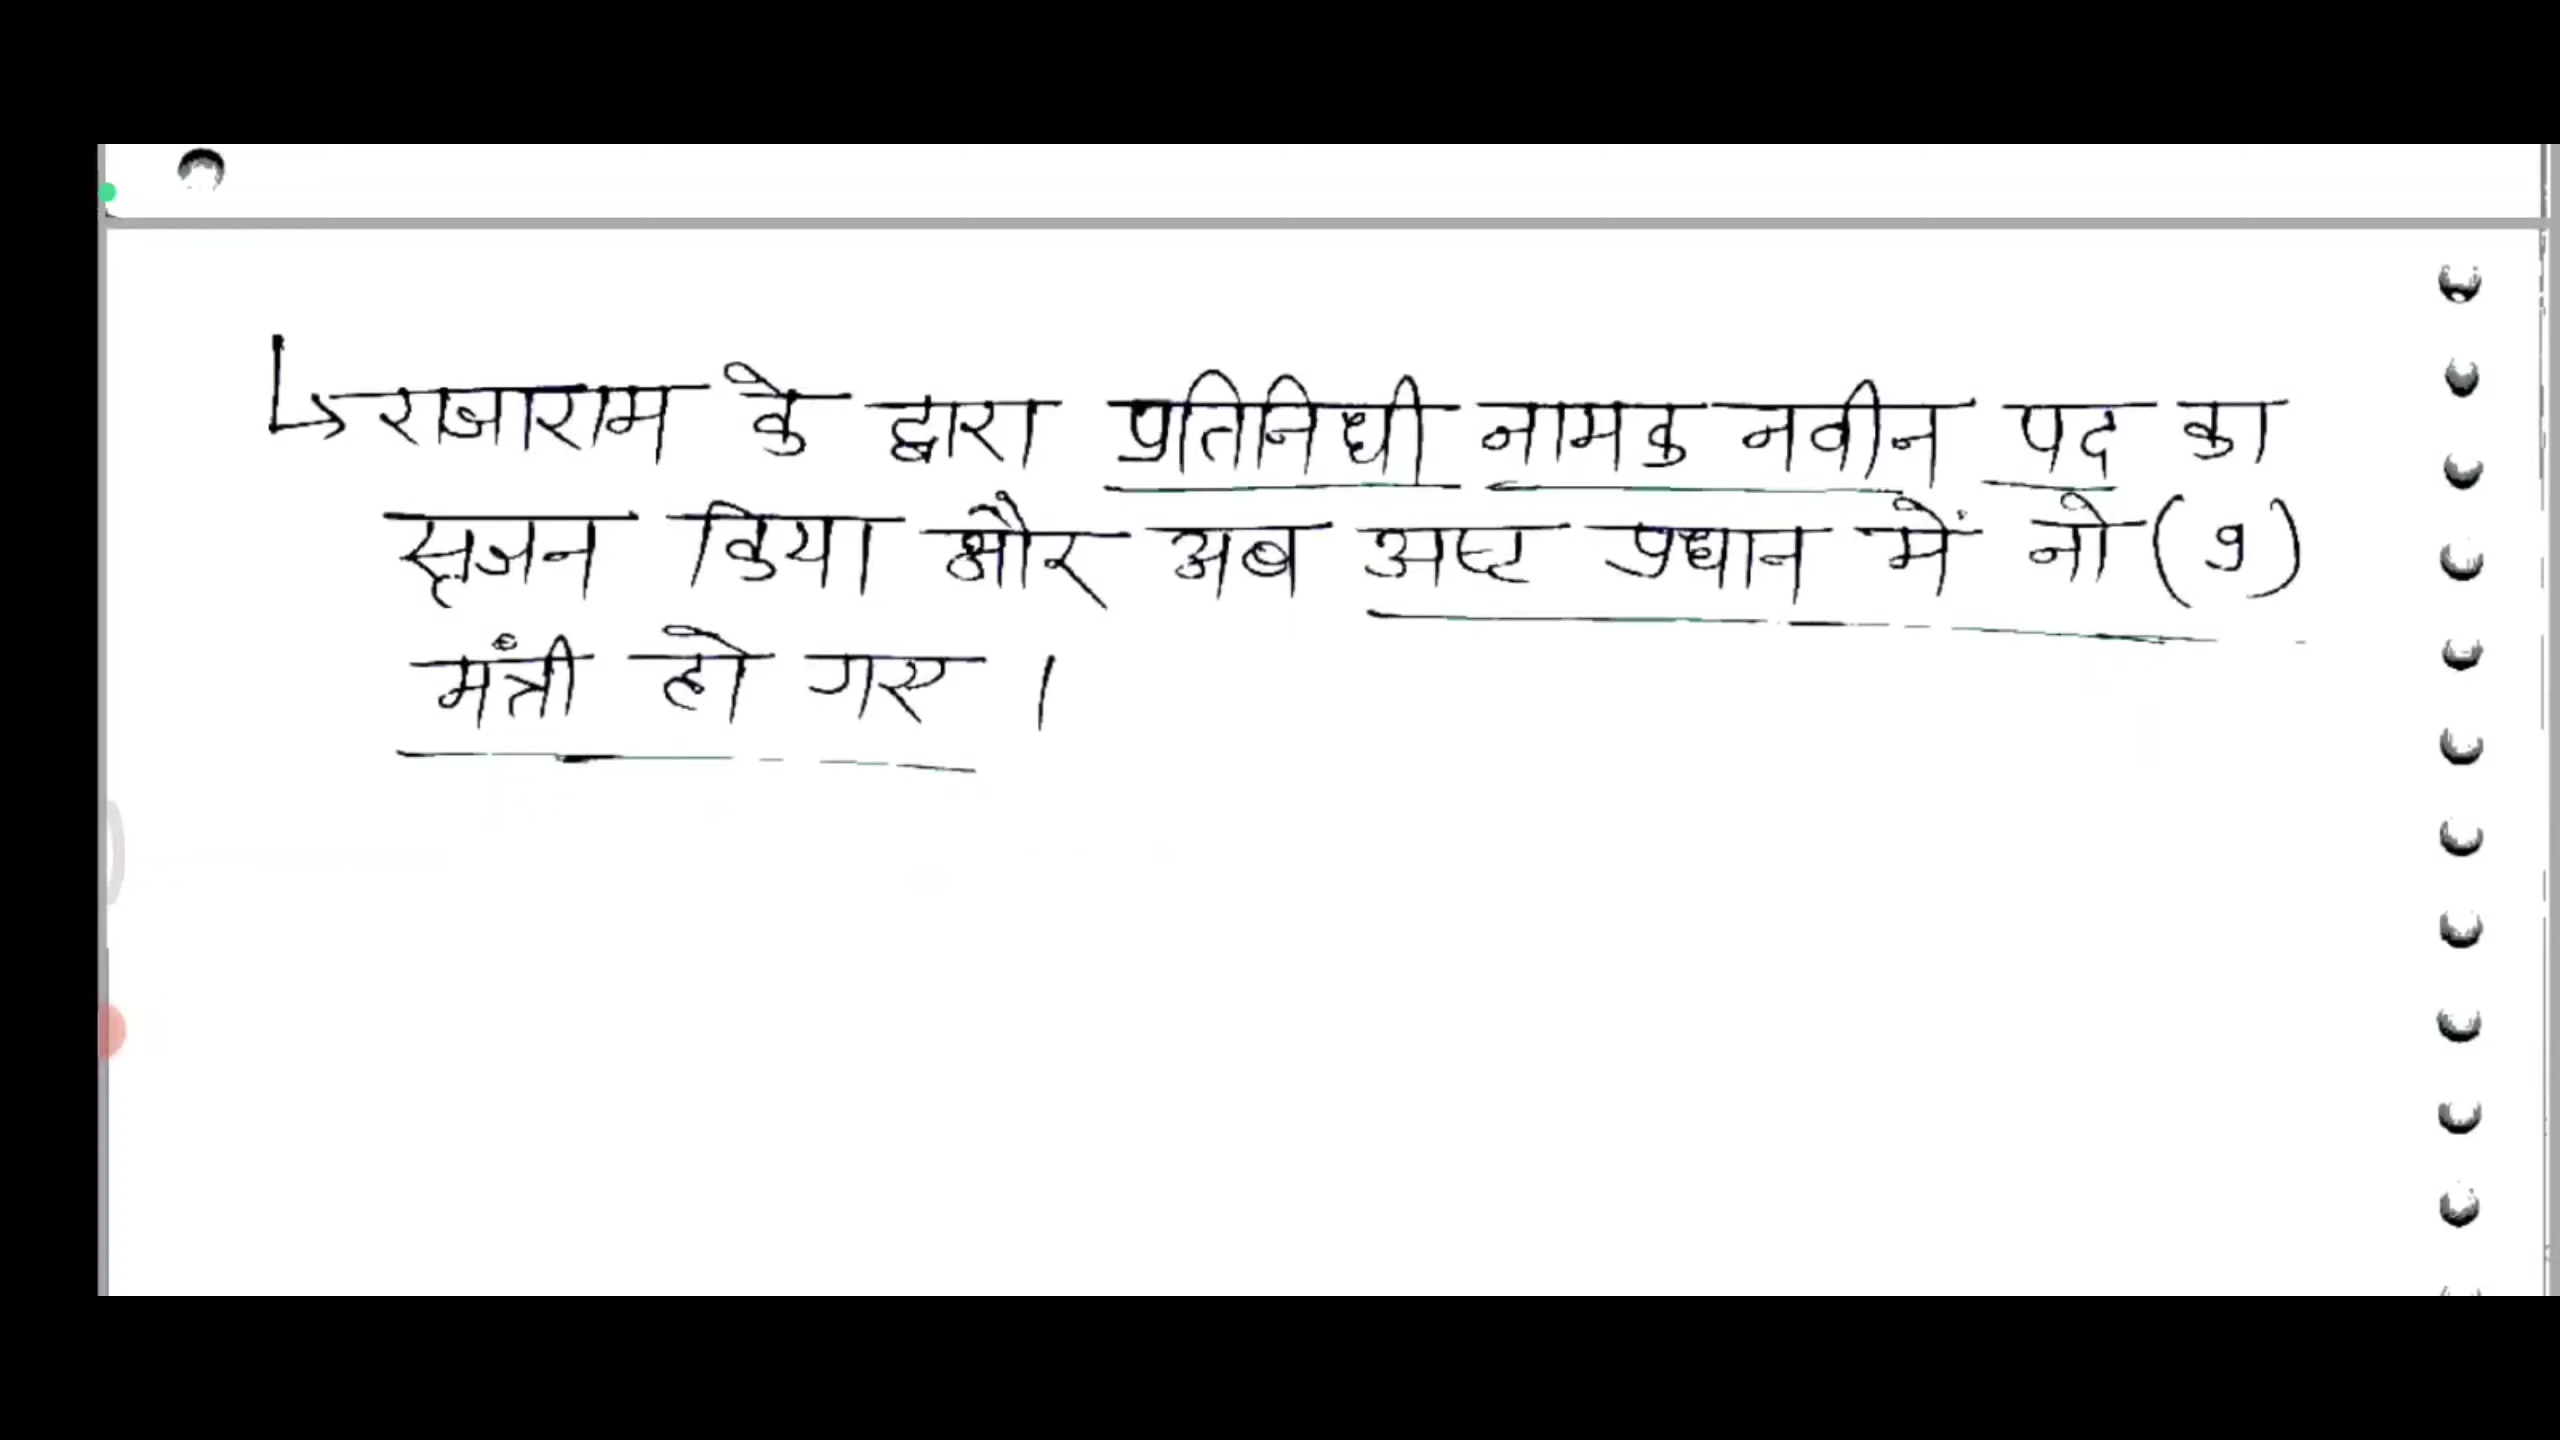 ↳ राजाराम के द्वारा प्रतिनिधी नामक नवीन पद का
सृजन किया और अब अष्ट प्रधान में नो (9)
मंत्री हो गए ।